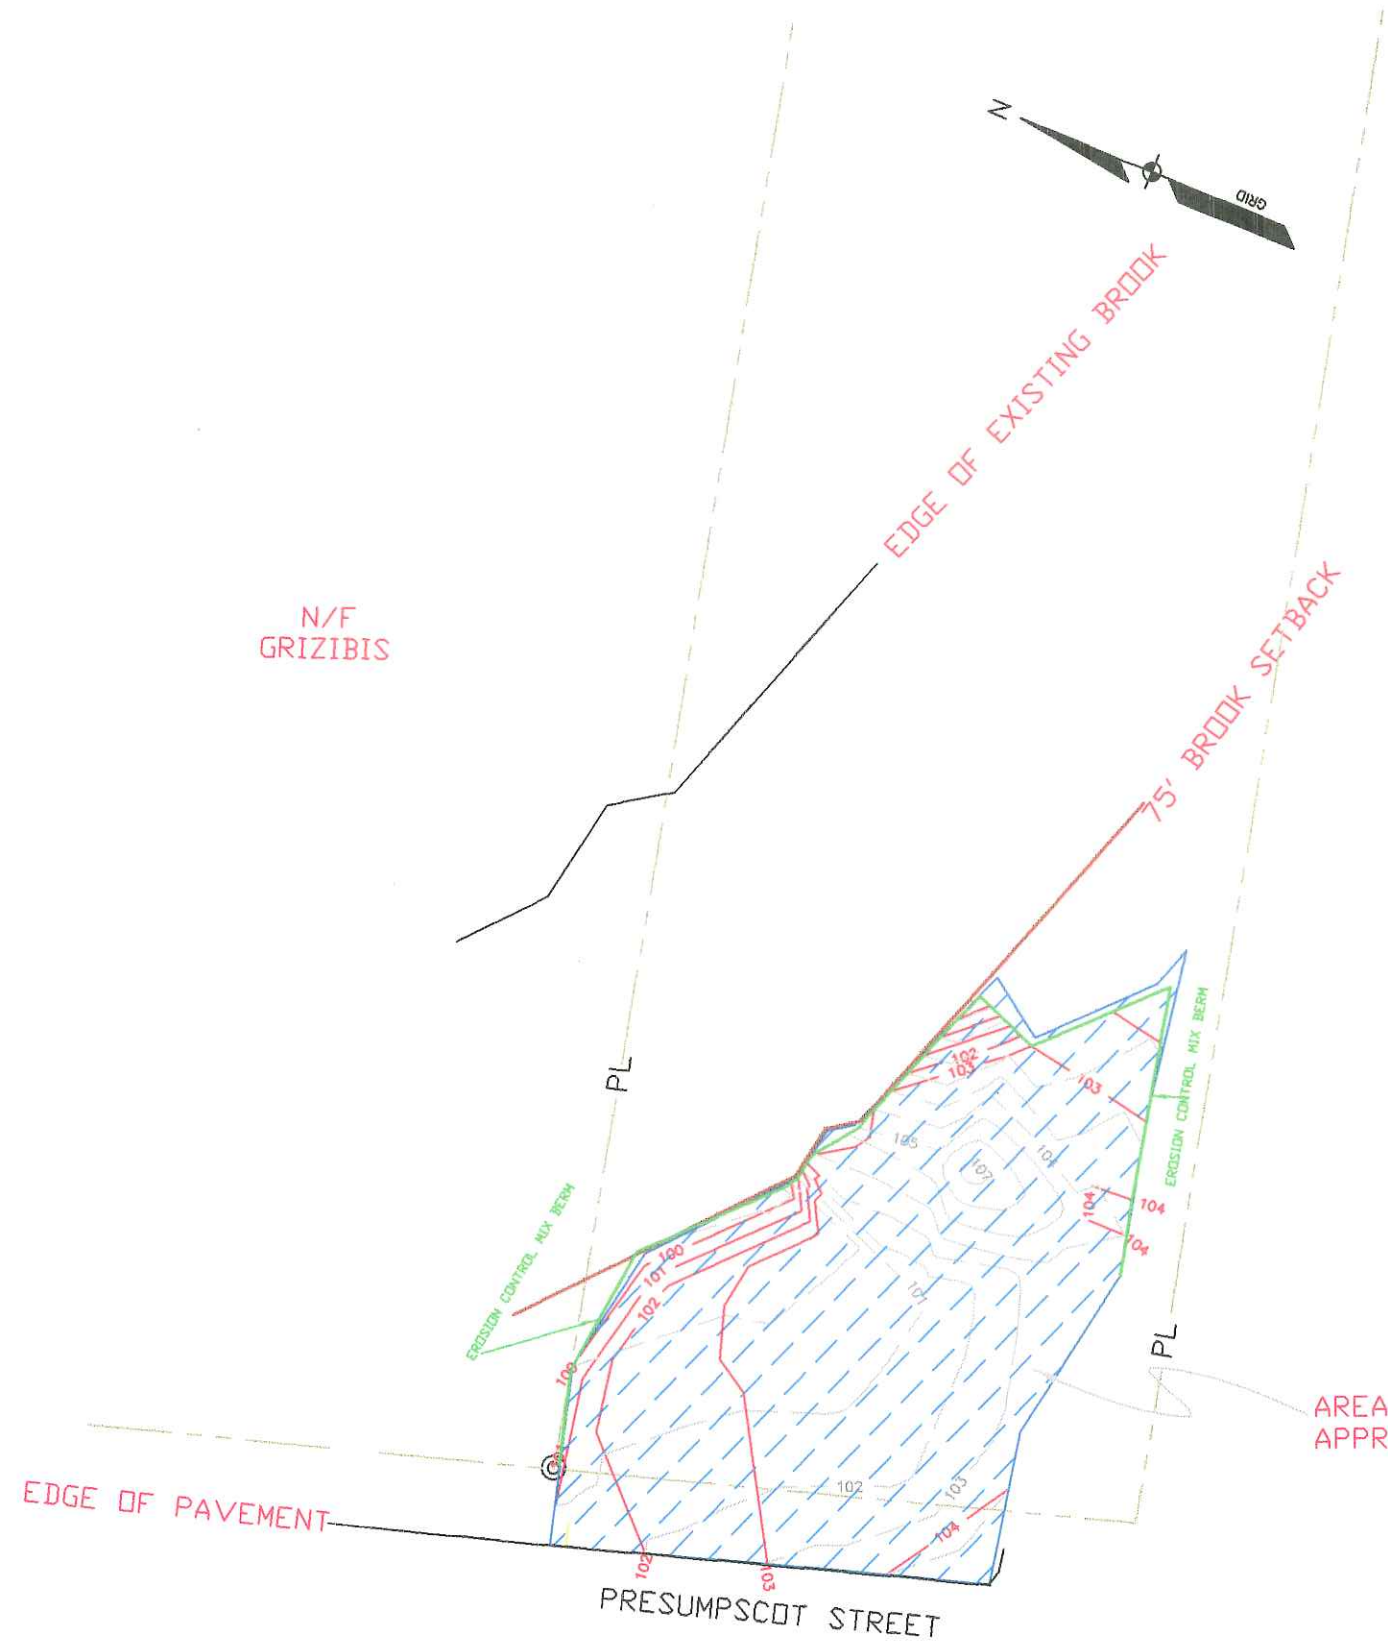 N
GRID
EDGE OF EXISTING BROOK
N/F
GRIZIBIS
75' BROOK SETBACK
PL
EROSION CONTROL MIX BERM
102
103
103
105
107
104
104
104
EROSION CONTROL MIX BERM
100
101
102
101
PL
100
AREA
APPR
102
103
104
EDGE OF PAVEMENT
102
103
PRESUMPSCOT STREET